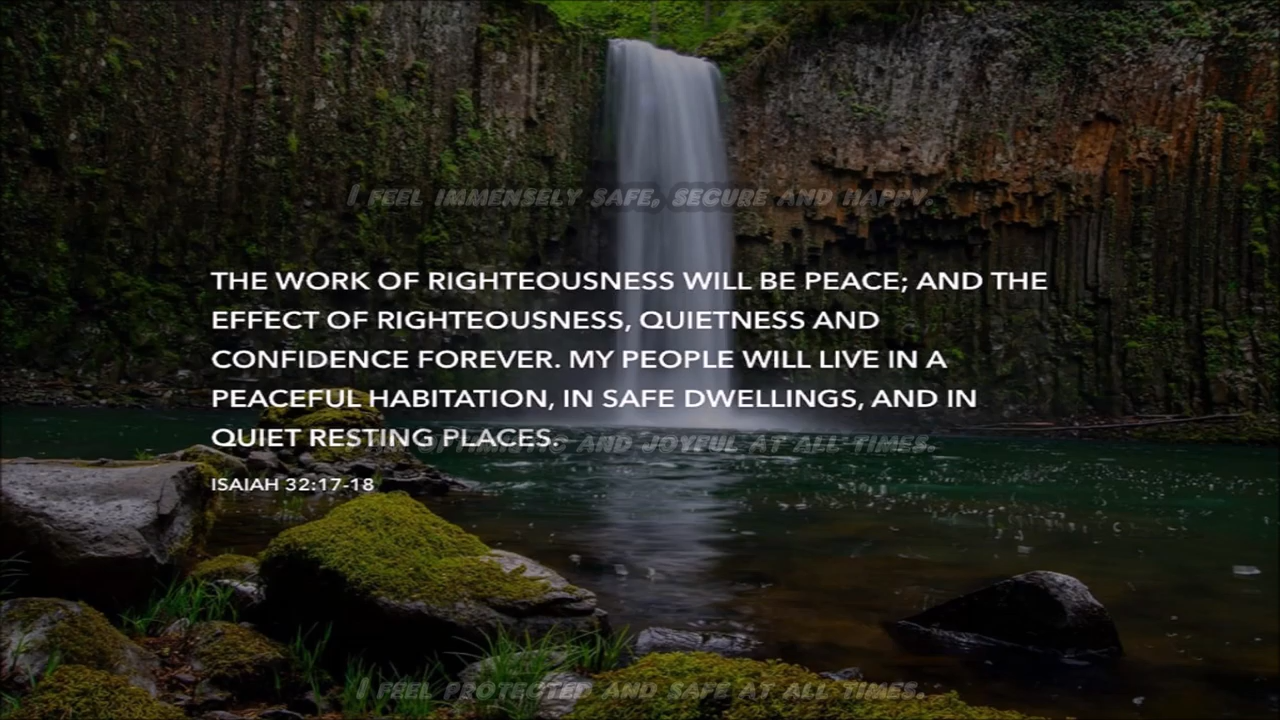 I FEEL IMMENSELY SAFE, SECURE AND HAPPY.
THE WORK OF RIGHTEOUSNESS WILL BE PEACE; AND THE
EFFECT OF RIGHTEOUSNESS, QUIETNESS AND
CONFIDENCE FOREVER. MY PEOPLE WILL LIVE IN A
PEACEFUL HABITATION, IN SAFE DWELLINGS, AND IN
QUIET RESTING PLACES.
AND JOYFUL AT ALL TIMES.
ISAIAH 32:17-18
I FEEL PROTECTED AND SAFE AT ALL TIMES.